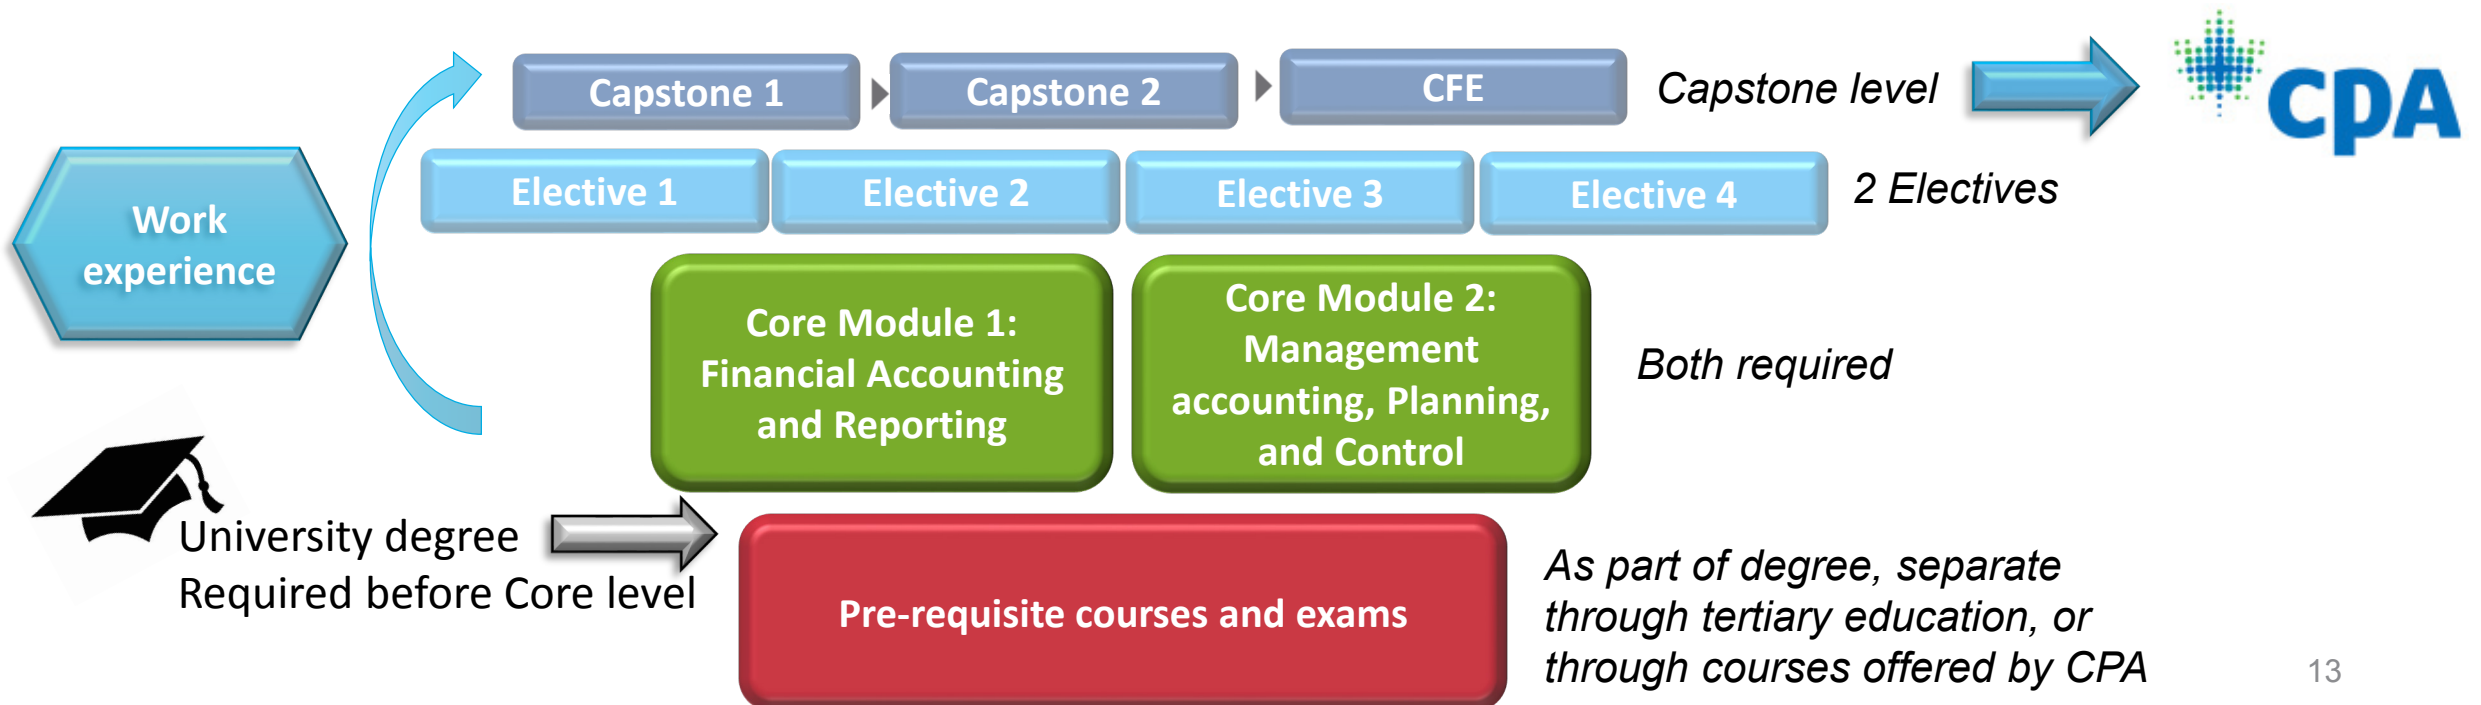 Capstone 1
Capstone 2
CFE
Capstone level
CPA
Elective 1
Elective 2
Elective 3
Elective 4
2 Electives
Work
experience
Core Module 1:
Financial Accounting
and Reporting
Core Module 2:
Management
accounting, Planning,
and Control
Both required
University degree
Required before Core level
Pre-requisite courses and exams
As part of degree, separate
through tertiary education, or
through courses offered by CPA
13